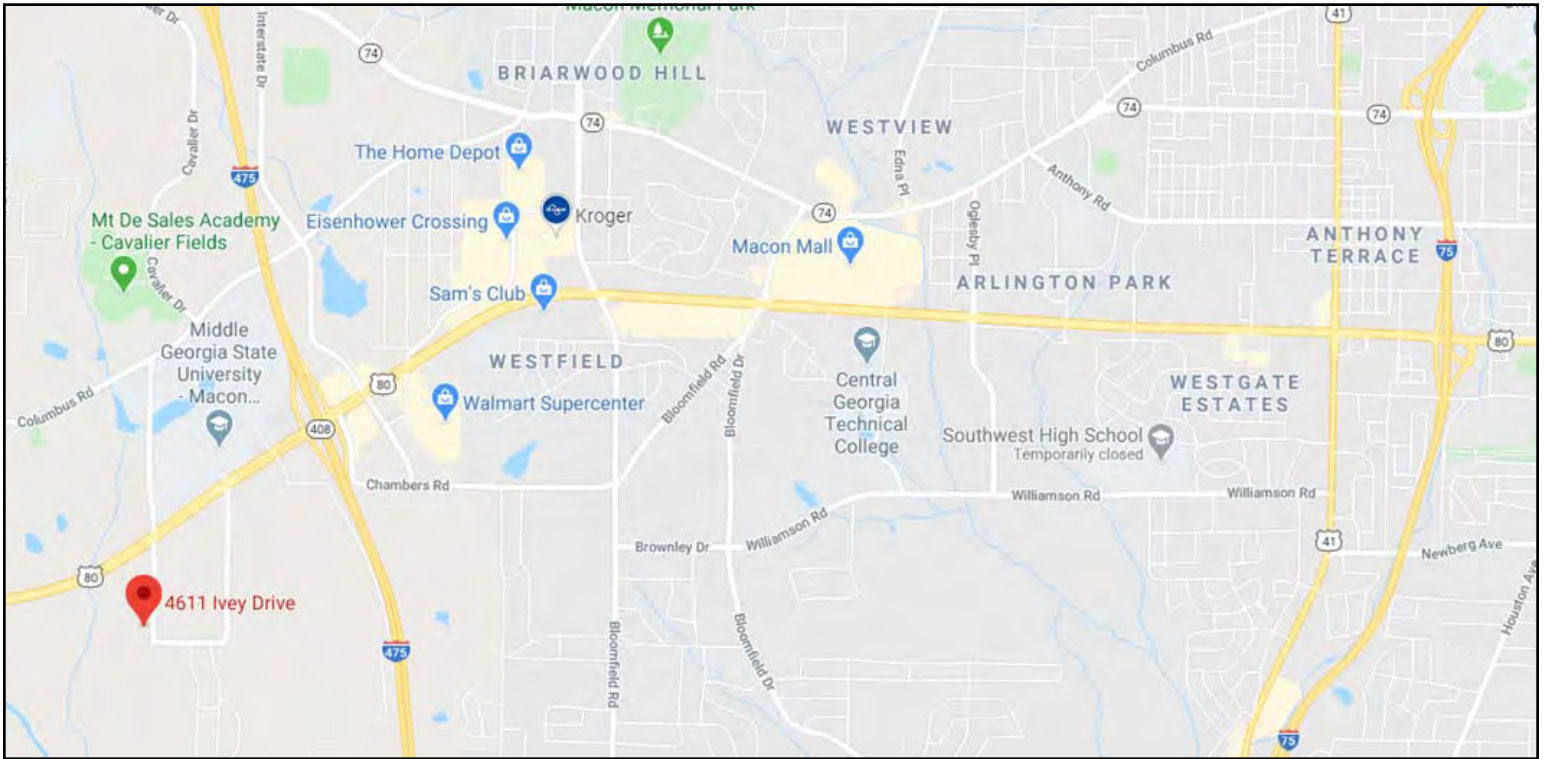 Macon Memorial Park
41
Interstate Dr
74
Columbus Rd
BRIARWOOD HILL
74
74
74
WESTVIEW
Cavalier Dr
The Home Depot
Edna Pl
475
Anthony Rd
Kroger
Mt De Sales Academy
- Cavalier Fields
Eisenhower Crossing
74
Oglesby Pl
Macon Mall
ANTHONY
TERRACE
75
Cavalier Dr
ARLINGTON PARK
Sam's Club
Middle
Georgia State
University
- Macon...
80
WESTFIELD
Bloomfield Rd
Bloomfield Dr
Central
Georgia
Technical
College
WESTGATE
ESTATES
80
Columbus Rd
Walmart Supercenter
408
Southwest High School
Temporarily closed
Chambers Rd
Williamson Rd
Williamson Rd
Williamson Rd
Brownley Dr
41
Newberg Ave
80
4611 Ivey Drive
Houston Ave
475
Bloomfield Rd
Bloomfield Dr
75